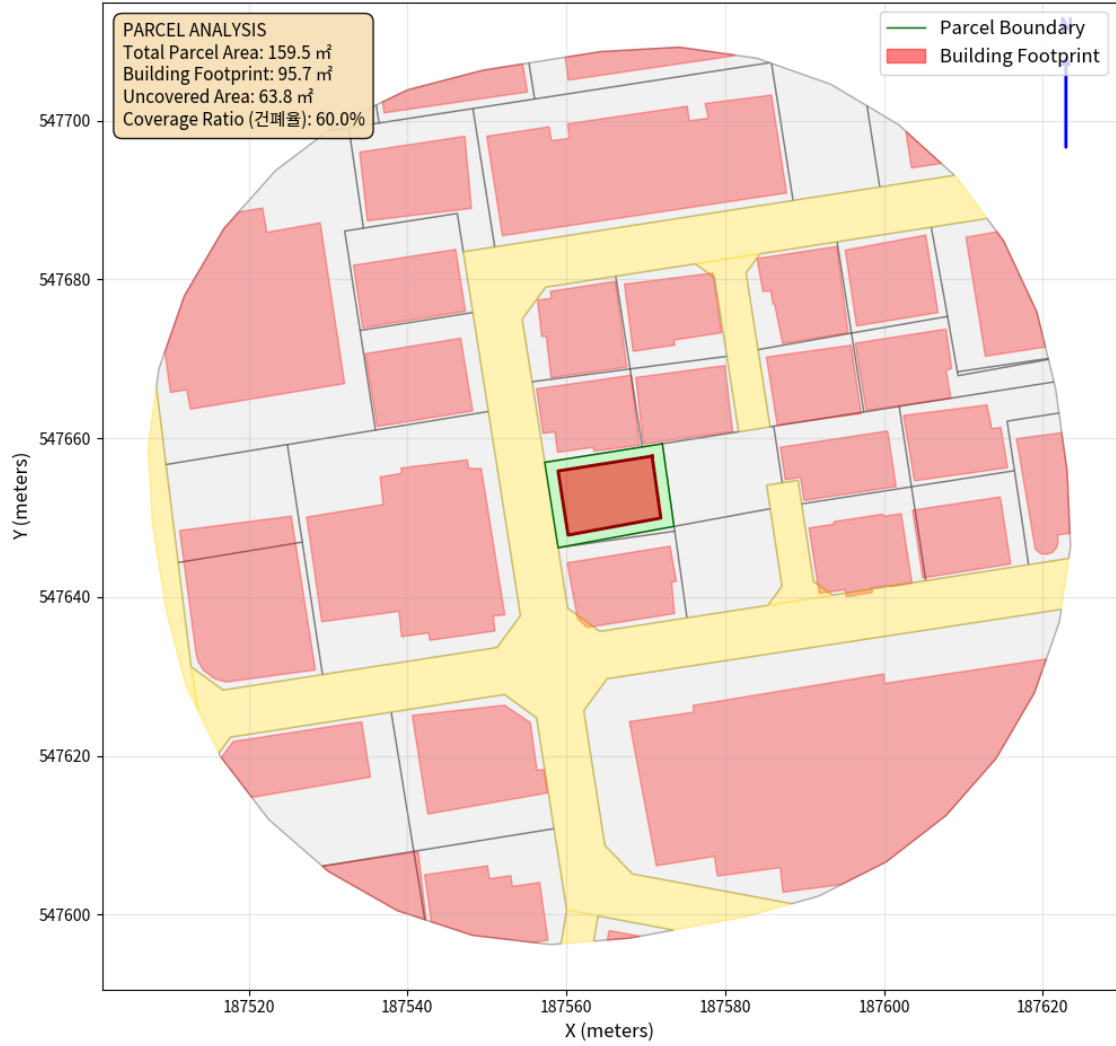 PARCEL ANALYSIS
Total Parcel Area: 159.5 ㎡
Building Footprint: 95.7 ㎡
Uncovered Area: 63.8 ㎡
Coverage Ratio (건폐율): 60.0%
Parcel Boundary
Building Footprint
N
547700
547680
547660
547640
547620
547600
Y (meters)
187520
187540
187560
187580
187600
187620
X (meters)